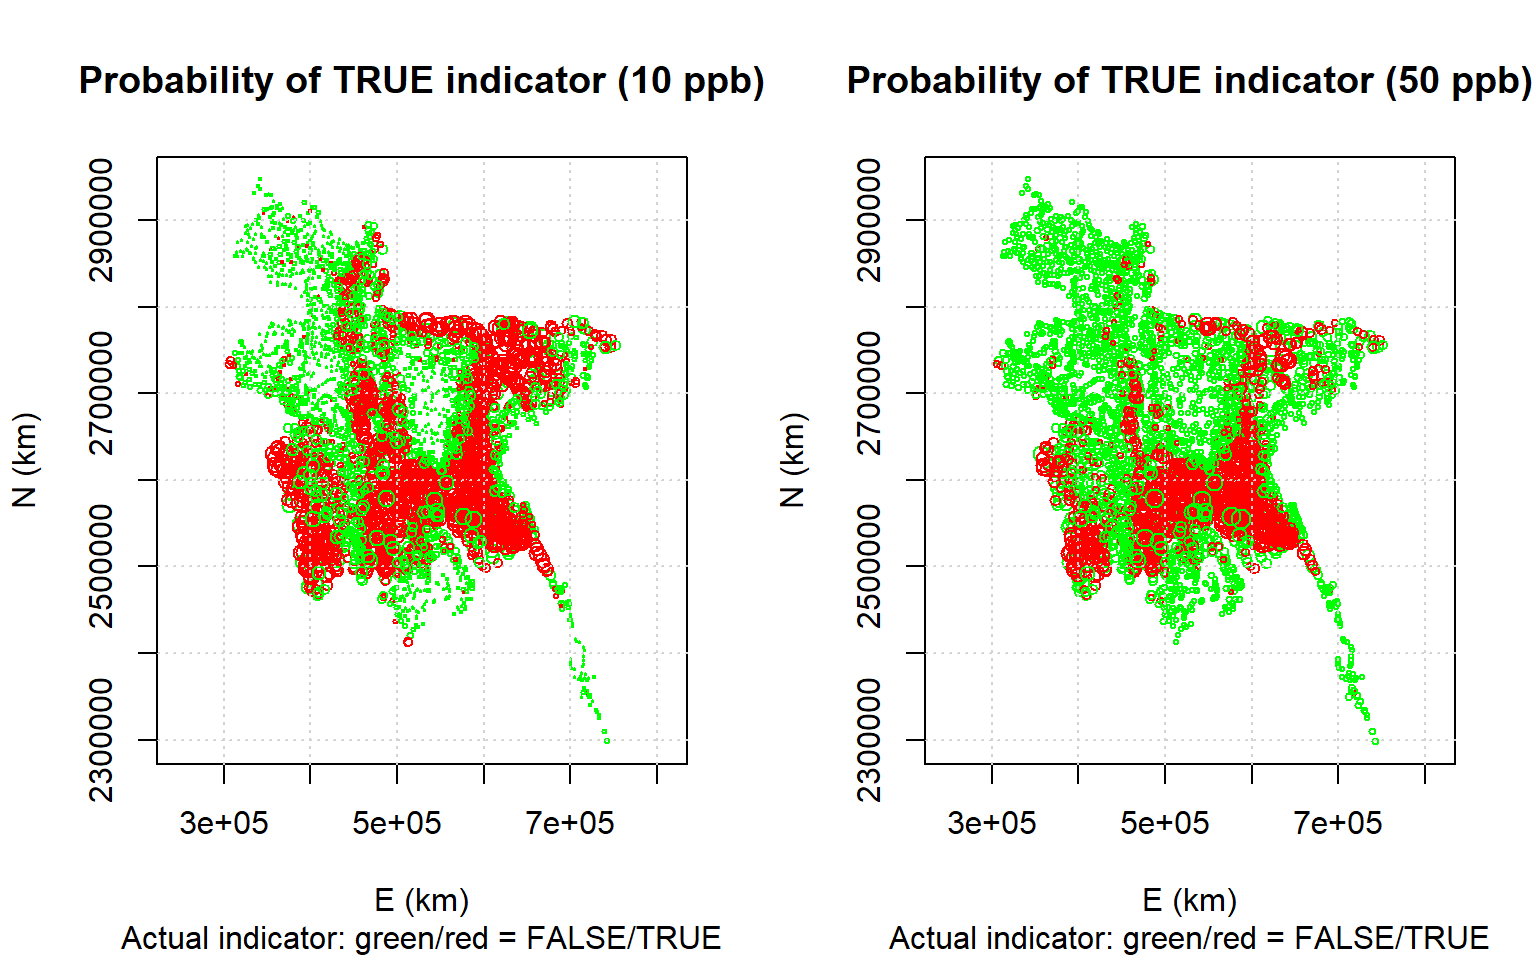 Probability of TRUE indicator (10 ppb)
N (km)
2300000 2500000 2700000 2900000
3e+05 5e+05 7e+05
E (km)
Actual indicator: green/red = FALSE/TRUE
Probability of TRUE indicator (50 ppb)
N (km)
2300000 2500000 2700000 2900000
3e+05 5e+05 7e+05
E (km)
Actual indicator: green/red = FALSE/TRUE